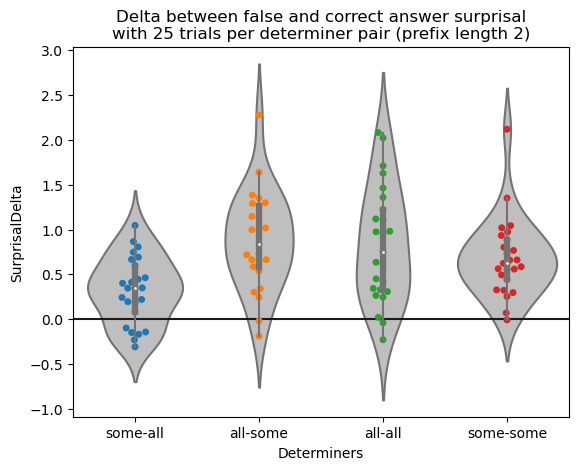 Delta between false and correct answer surprisal
with 25 trials per determiner pair (prefix length 2)
3.0
2.5
2.0
1.5
1.0
0.5
0.0
−0.5
−1.0
SurprisalDelta
some-all all-some all-all some-some
Determiners